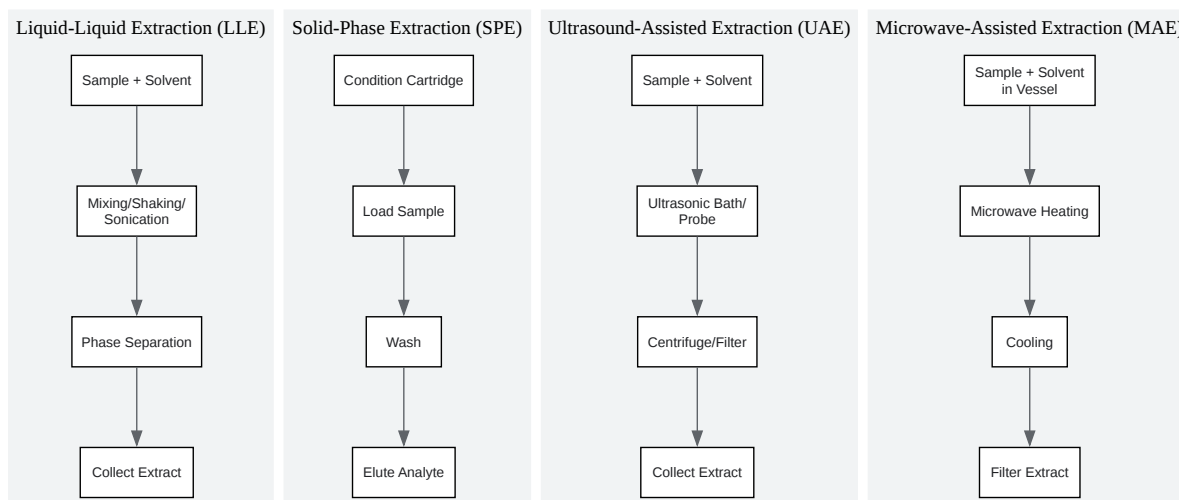 Liquid-Liquid Extraction (LLE)
Sample + Solvent
Mixing/Shaking/
Sonication
Phase Separation
Collect Extract
Solid-Phase Extraction (SPE)
Condition Cartridge
Load Sample
Wash
Elute Analyte
Ultrasound-Assisted Extraction (UAE)
Sample + Solvent
Ultrasonic Bath/
Probe
Centrifuge/Filter
Collect Extract
Microwave-Assisted Extraction (MAE)
Sample + Solvent
in Vessel
Microwave Heating
Cooling
Filter Extract